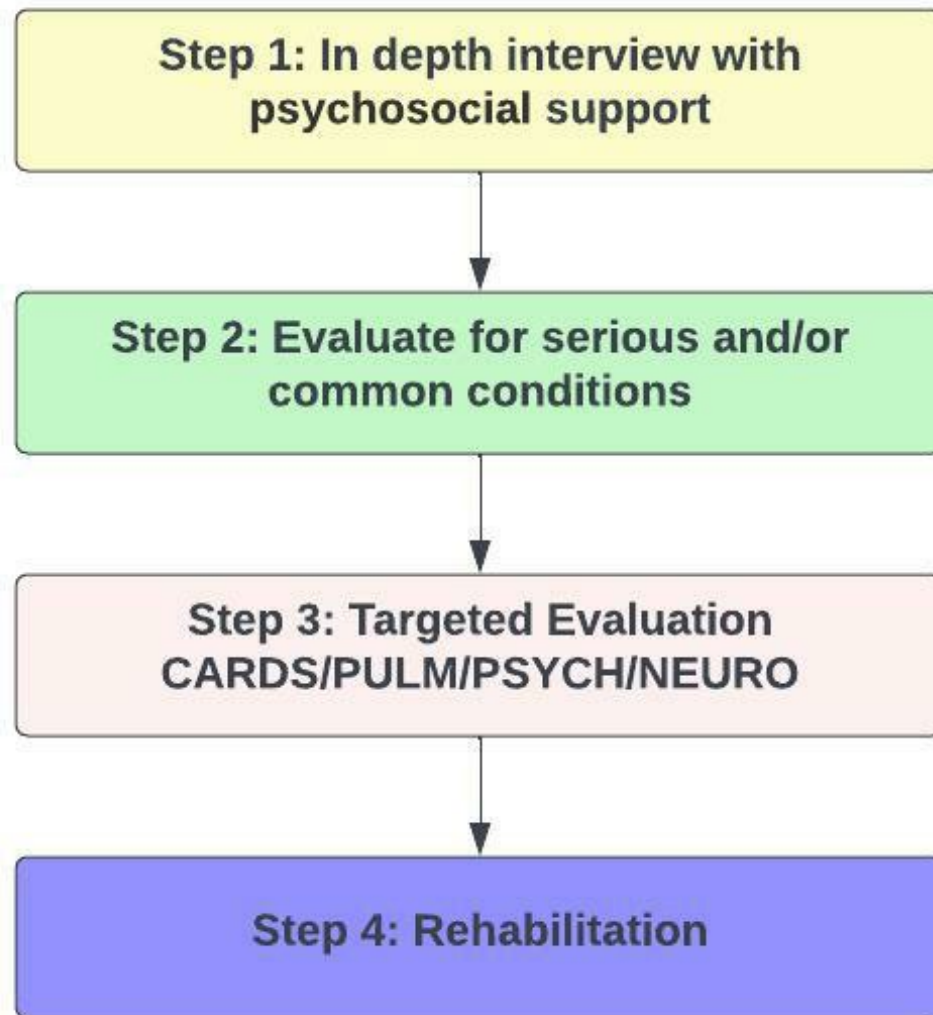 Step 1: In depth interview with
psychosocial support
Step 2: Evaluate for serious and/or
common conditions
Step 3: Targeted Evaluation
CARDS/PULM/PSYCH/NEURO
Step 4: Rehabilitation